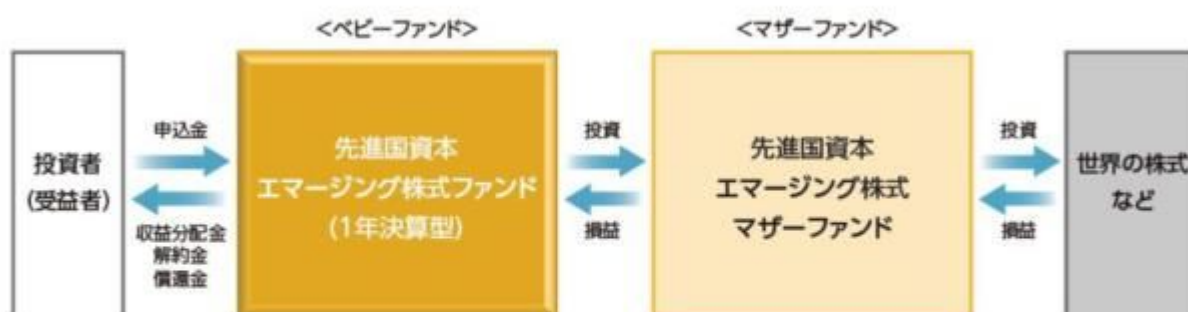 <ベビーファンド>
<マザーファンド>
投資者
(受益者)
申込金
収益分配金
解約金
償還金
先進国資本
エマージング株式ファンド
(1年決算型)
投資
損益
先進国資本
エマージング株式
マザーファンド
投資
損益
世界の株式
など